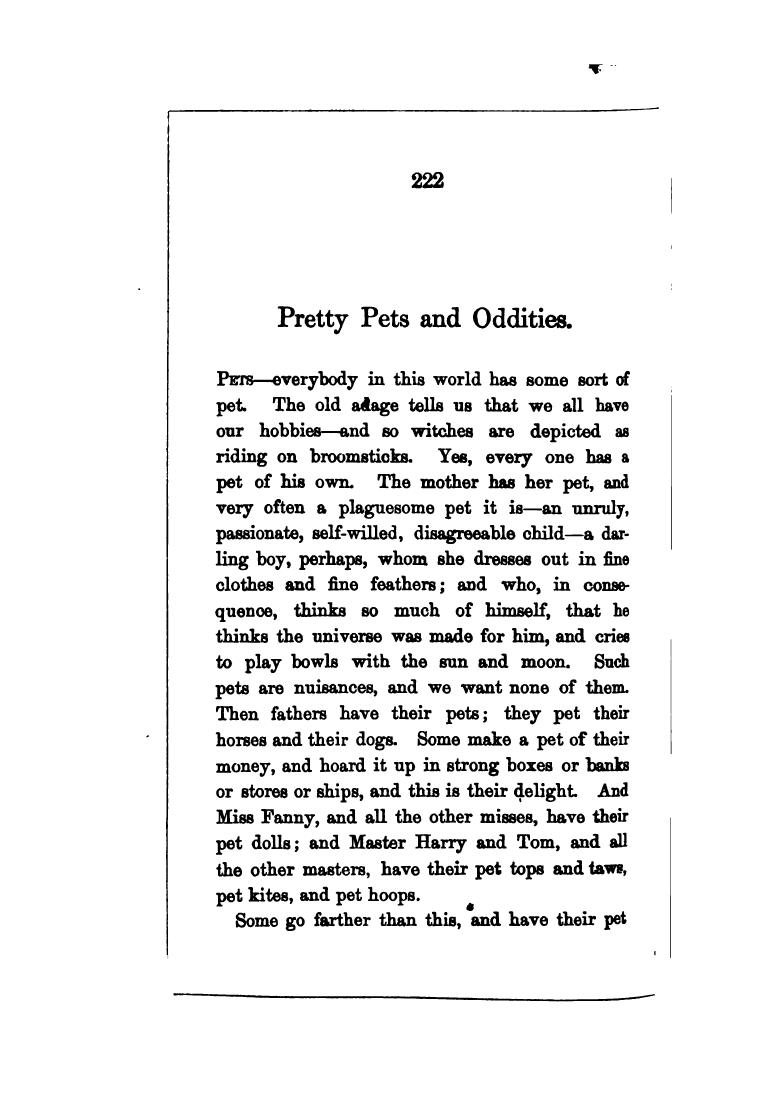 222
Pretty Pets and Oddities.
PETS—everybody in this world has some sort of
pet. The old adage tells us that we all have
our hobbies—and so witches are depicted as
riding on broomsticks. Yes, every one has a
pet of his own. The mother has her pet, and
very often a plaguesome pet it is—an unruly,
passionate, self-willed, disagreeable child—a dar-
ling boy, perhaps, whom she dresses out in fine
clothes and fine feathers; and who, in conse-
quence, thinks so much of himself, that he
thinks the universe was made for him, and cries
to play bowls with the sun and moon. Such
pets are nuisances, and we want none of them.
Then fathers have their pets; they pet their
horses and their dogs. Some make a pet of their
money, and hoard it up in strong boxes or banks
or stores or ships, and this is their delight. And
Miss Fanny, and all the other misses, have their
pet dolls; and Master Harry and Tom, and all
the other masters, have their pet tops and taws,
pet kites, and pet hoops.
Some go farther than this, and have their pet